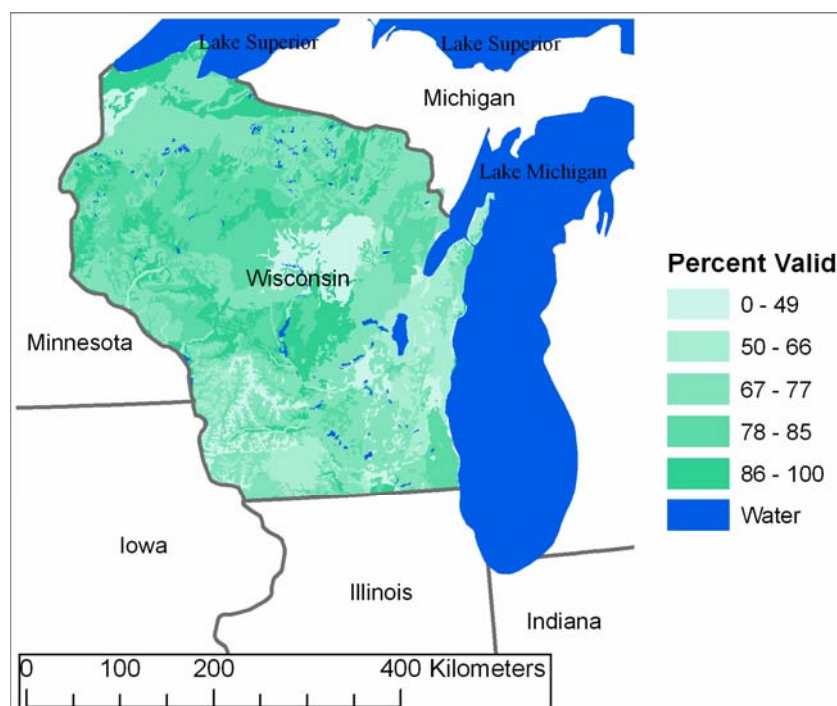 Lake Superior
Lake Superior
Michigan
Lake Michigan
Wisconsin
Minnesota
Iowa
Illinois
Indiana
Percent Valid
0 - 49
50 - 66
67 - 77
78 - 85
86 - 100
Water
0 100 200 400 Kilometers